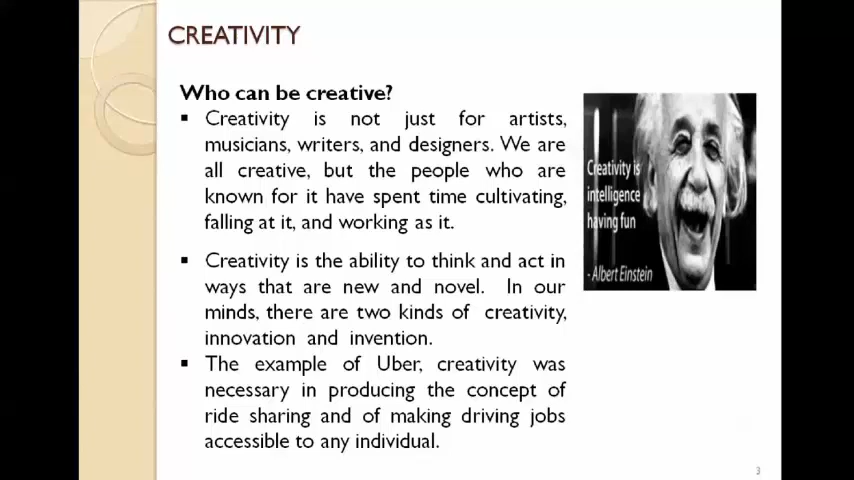 CREATIVITY
Who can be creative?
▪ Creativity is not just for artists,
musicians, writers, and designers. We are
all creative, but the people who are
known for it have spent time cultivating,
falling at it, and working as it.
▪ Creativity is the ability to think and act in
ways that are new and novel. In our
minds, there are two kinds of creativity,
innovation and invention.
▪ The example of Uber, creativity was
necessary in producing the concept of
ride sharing and of making driving jobs
accessible to any individual.
Creativity is
intelligence
having fun
- Albert Einstein
3